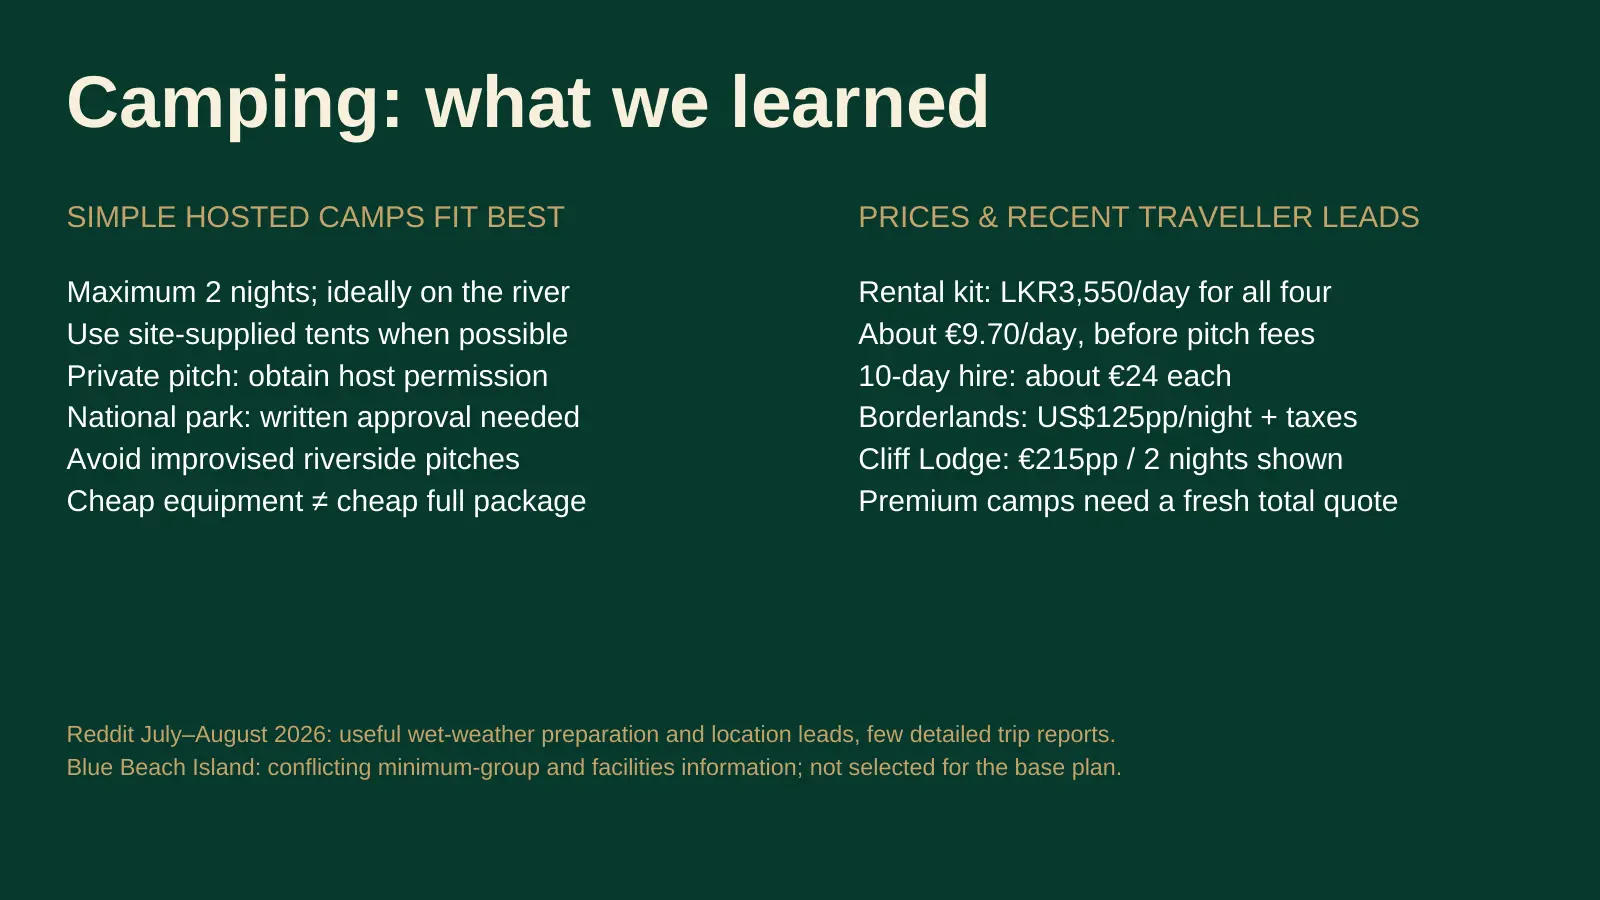 Camping: what we learned
SIMPLE HOSTED CAMPS FIT BEST
Maximum 2 nights; ideally on the river
Use site-supplied tents when possible
Private pitch: obtain host permission
National park: written approval needed
Avoid improvised riverside pitches
Cheap equipment ≠ cheap full package
PRICES & RECENT TRAVELLER LEADS
Rental kit: LKR3,550/day for all four
About €9.70/day, before pitch fees
10-day hire: about €24 each
Borderlands: US$125pp/night + taxes
Cliff Lodge: €215pp / 2 nights shown
Premium camps need a fresh total quote
Reddit July–August 2026: useful wet-weather preparation and location leads, few detailed trip reports.
Blue Beach Island: conflicting minimum-group and facilities information; not selected for the base plan.